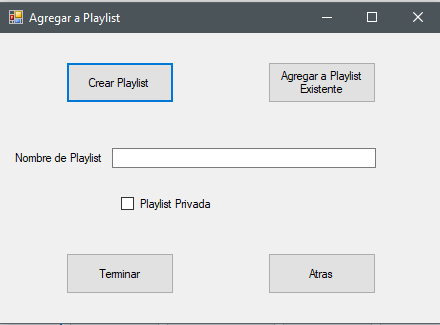 Agregar a Playlist
Crear Playlist
Agregar a Playlist
Existente
Nombre de Playlist
Playlist Privada
Terminar
Atras